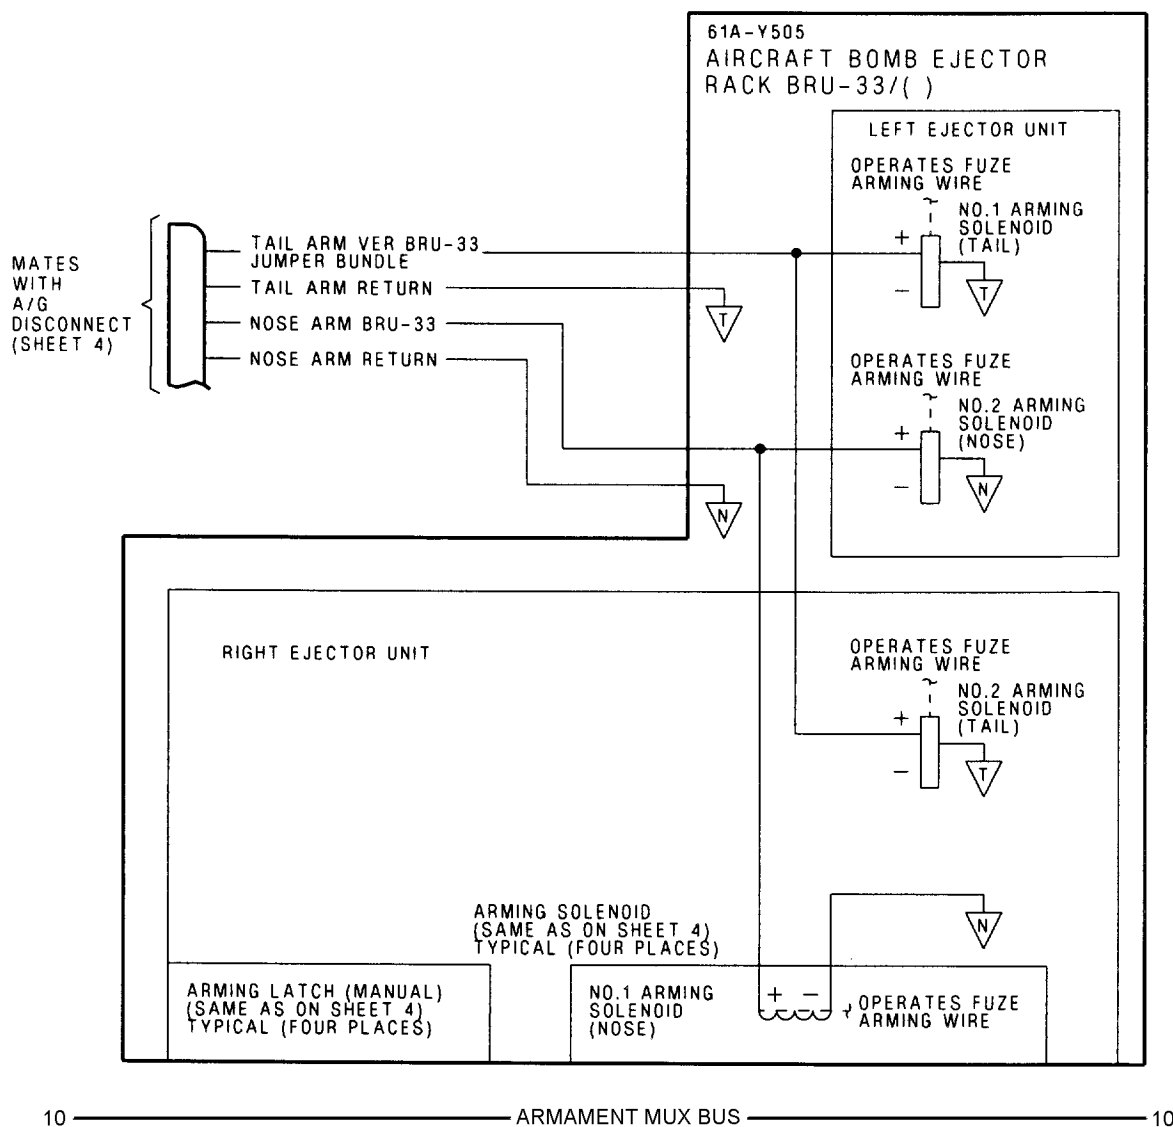 61A-Y505
AIRCRAFT BOMB EJECTOR
RACK BRU-33/( )
LEFT EJECTOR UNIT
OPERATES FUZE
ARMING WIRE
NO.1 ARMING
SOLENOID
(TAIL)
+
−
T
MATES
WITH
A/G
DISCONNECT
(SHEET 4)
TAIL ARM VER BRU-33
JUMPER BUNDLE
TAIL ARM RETURN
T
NOSE ARM BRU-33
NOSE ARM RETURN
N
OPERATES FUZE
ARMING WIRE
NO.2 ARMING
SOLENOID
(NOSE)
+
−
N
RIGHT EJECTOR UNIT
OPERATES FUZE
ARMING WIRE
NO.2 ARMING
SOLENOID
(TAIL)
+
−
T
ARMING SOLENOID
(SAME AS ON SHEET 4)
TYPICAL (FOUR PLACES)
N
ARMING LATCH (MANUAL)
(SAME AS ON SHEET 4)
TYPICAL (FOUR PLACES)
NO.1 ARMING
SOLENOID
(NOSE)
+ −
OPERATES FUZE
ARMING WIRE
10 ARMAMENT MUX BUS 10